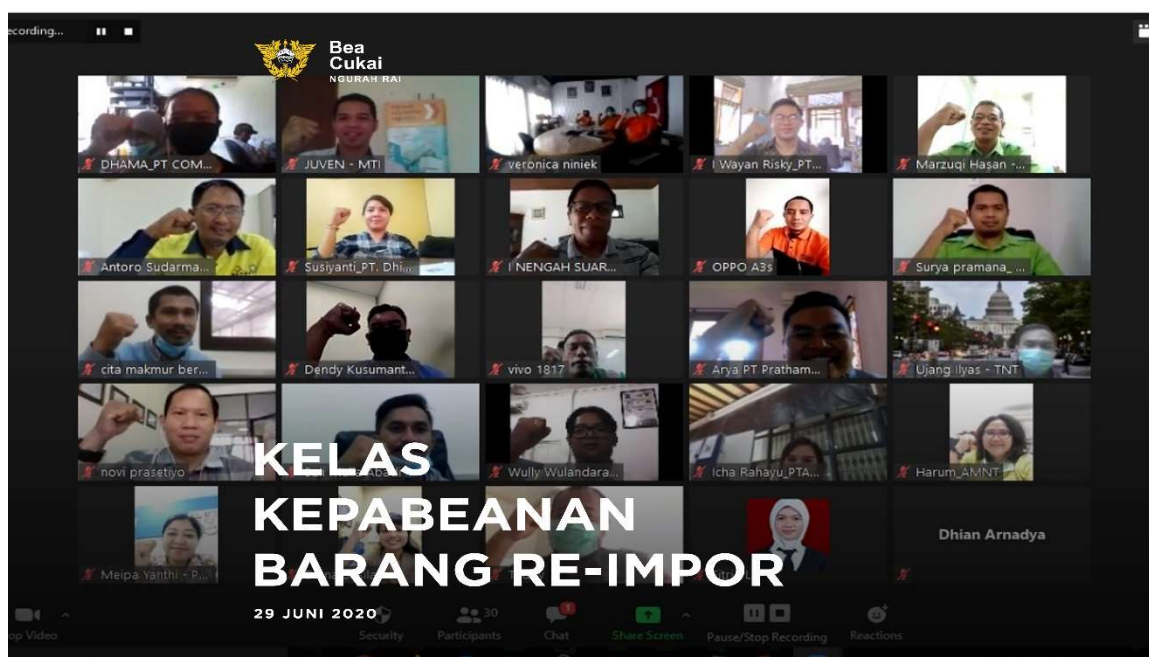 ecording...
Bea
Cukai
NGURAH RAI
DHAMA_PT COM...
JUVEN - MTI
veronica niniek
I Wayan Risky_PT...
Marzuqi Hasan -...
Antoro Sudarma...
Susiyanti_PT. Dhi...
I NENGAH SUAR...
OPPO A3s
Surya pramana_ ...
cita makmur ber...
Dendy Kusumant...
vivo 1817
Arya PT Pratham...
Ujang Ilyas - TNT
novi prasetiyo
Wully Wulandara...
Icha Rahayu_PTA...
Harum_AMNT
KELAS
KEPABEANAN
BARANG RE-IMPOR
Dhian Arnadya
Meipa Yanthi - P...
29 JUNI 2020
op Video
Security
Participants
30
Chat
1
Share Screen
Pause/Stop Recording
Reactions